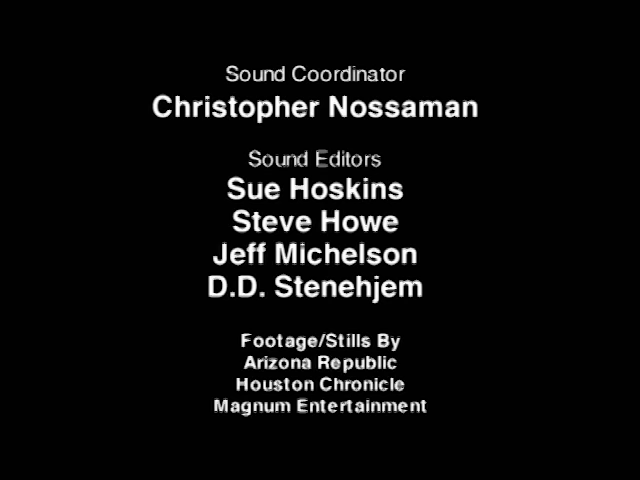 Sound Coordinator
Christopher Nossaman
Sound Editors
Sue Hoskins
Steve Howe
Jeff Michelson
D.D. Stenehjem
Footage/Stills By
Arizona Republic
Houston Chronicle
Magnum Entertainment